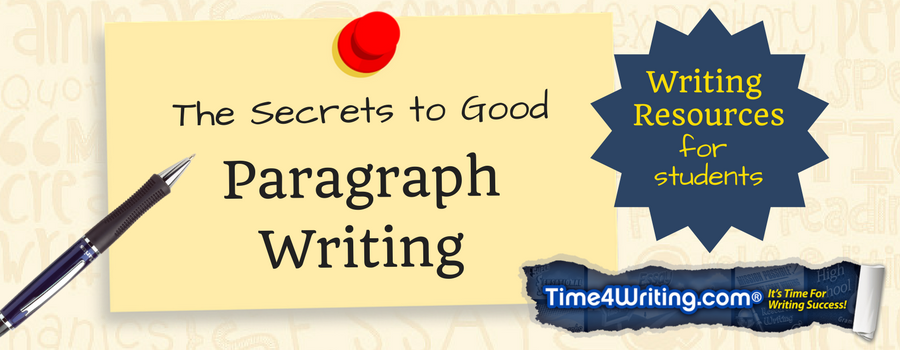 The Secrets to Good
Paragraph
Writing
Writing
Resources
for
students
Time4Writing.com®
It's Time For
Writing Success!